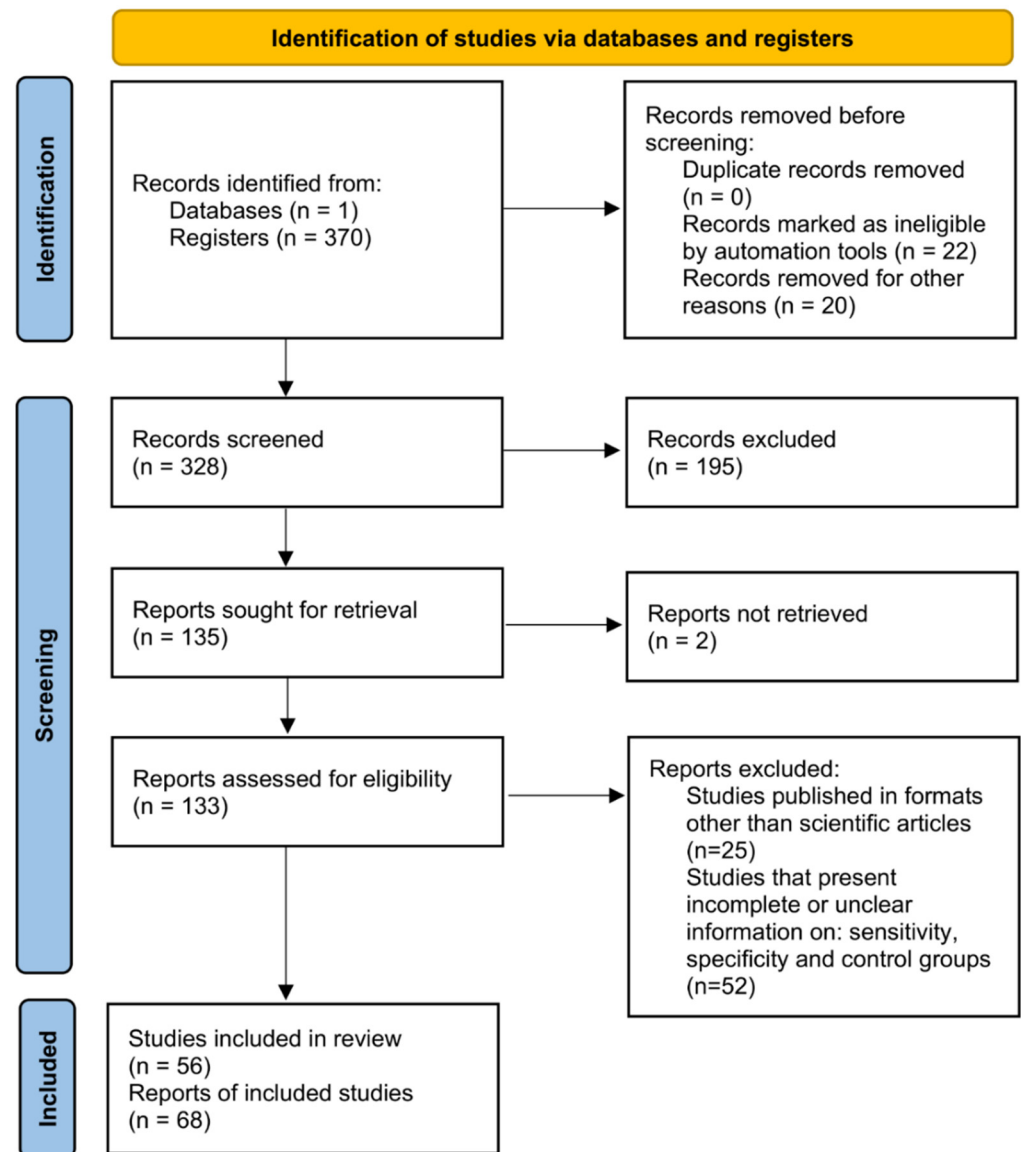 Identification of studies via databases and registers
Identification
Records identified from:
Databases (n = 1)
Registers (n = 370)
Records removed before
screening:
Duplicate records removed
(n = 0)
Records marked as ineligible
by automation tools (n = 22)
Records removed for other
reasons (n = 20)
Screening
Records screened
(n = 328)
Records excluded
(n = 195)
Reports sought for retrieval
(n = 135)
Reports not retrieved
(n = 2)
Reports assessed for eligibility
(n = 133)
Reports excluded:
Studies published in formats
other than scientific articles
(n=25)
Studies that present
incomplete or unclear
information on: sensitivity,
specificity and control groups
(n=52)
Included
Studies included in review
(n = 56)
Reports of included studies
(n = 68)